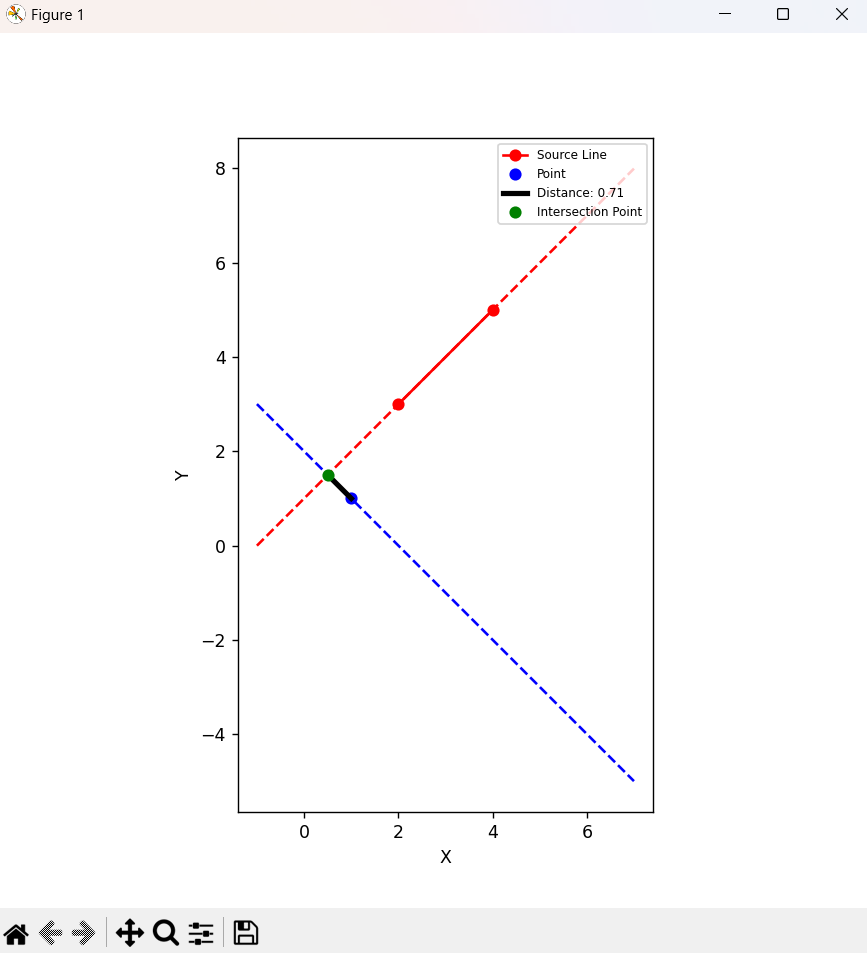 Figure 1
Source Line
Point
Distance: 0.71
Intersection Point
8
6
4
2
0
−2
−4
Y
0 2 4 6
X